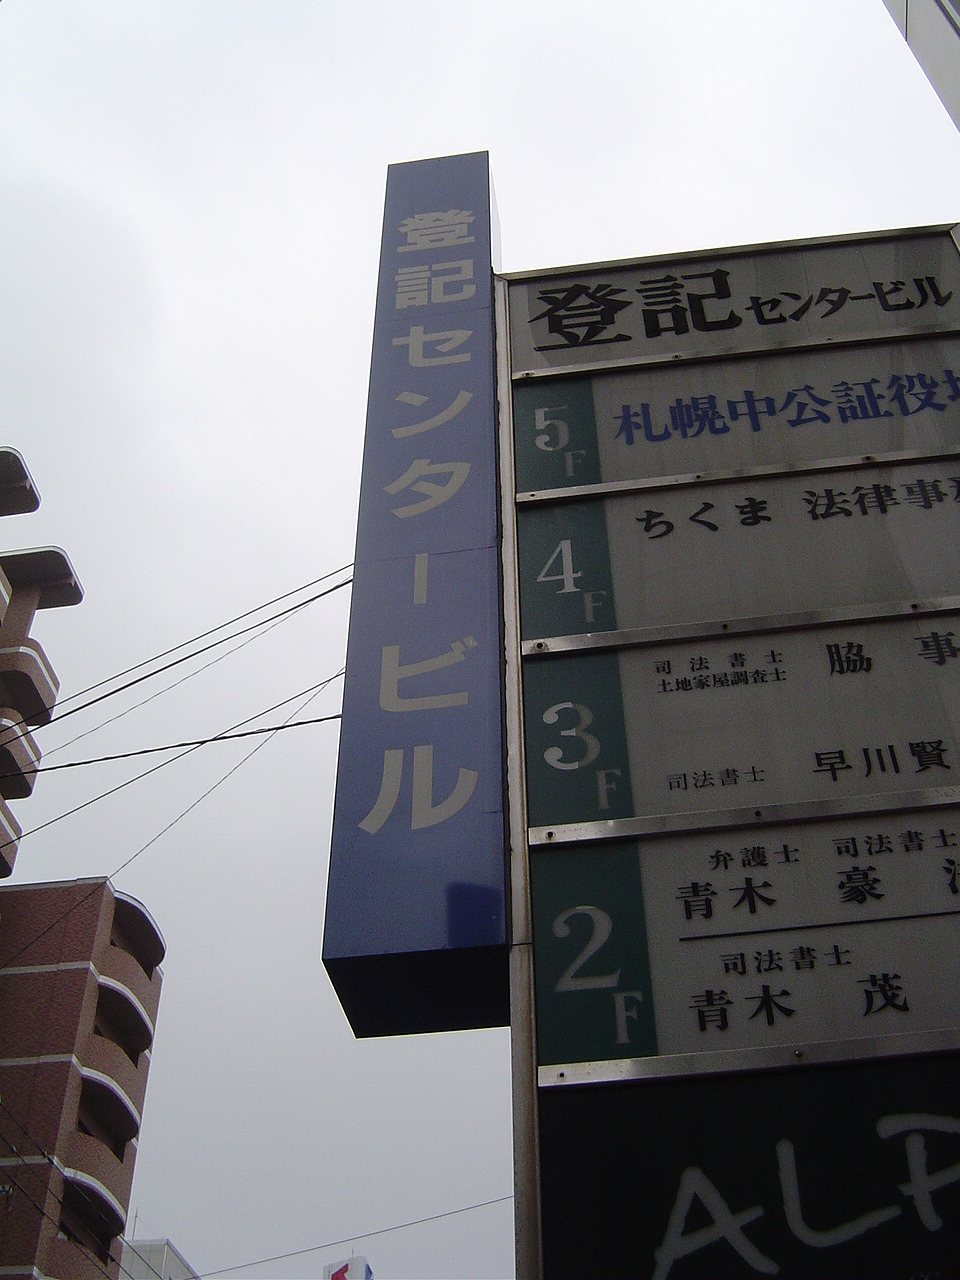 登記センタービル
登記センタービル
5F
札幌中公証役場
4F
ちくま 法律事務
3F
司法書士
土地家屋調査士
脇 事
司法書士 早川賢
2F
弁護士 司法書士
青木 豪 法
司法書士
青木 茂
ALP